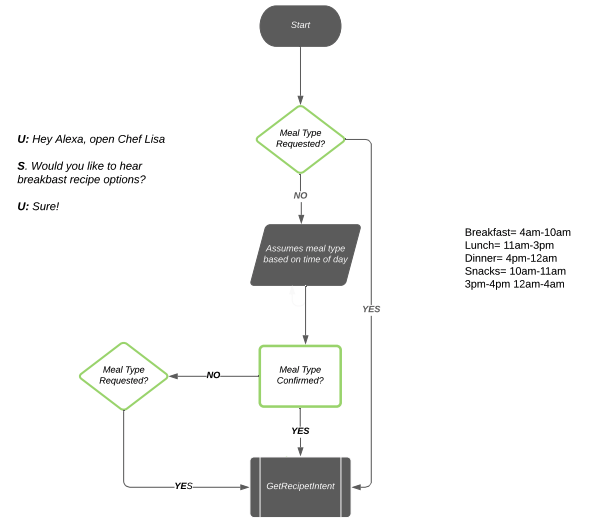 Start
Meal Type
Requested?
U: Hey Alexa, open Chef Lisa
S. Would you like to hear
breakbast recipe options?
U: Sure!
NO
Assumes meal type
based on time of day
Breakfast= 4am-10am
Lunch= 11am-3pm
Dinner= 4pm-12am
Snacks= 10am-11am
3pm-4pm 12am-4am
YES
Meal Type
Requested?
NO
Meal Type
Confirmed?
YES
YES
GetRecipetIntent